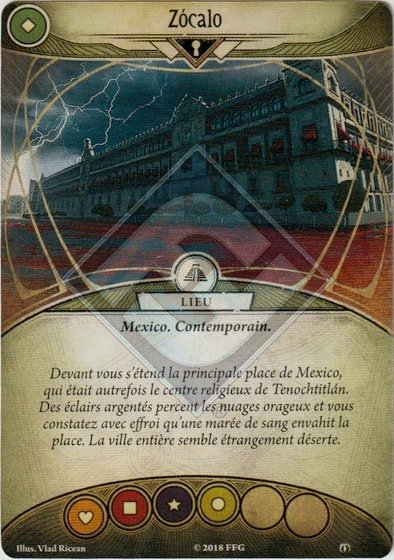 Zócalo
LIEU
Mexico. Contemporain.
Devant vous s'étend la principale place de Mexico,
qui était autrefois le centre religieux de Tenochtitlán.
Des éclairs argentés percent les nuages orageux et vous
constatez avec effroi qu'une marée de sang envahit la
place. La ville entière semble étrangement déserte.
Illus. Vlad Ricean
© 2018 FFG